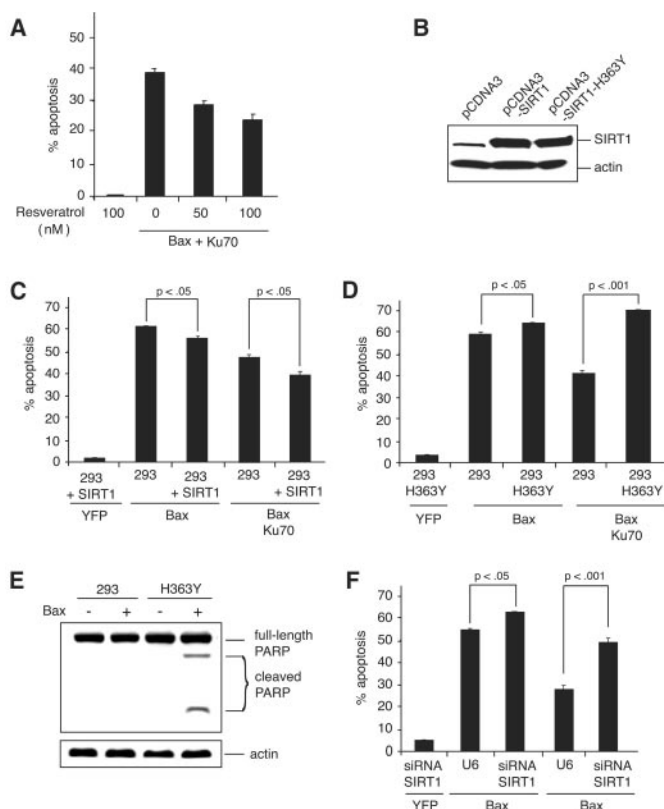 A
% apoptosis
50
40
30
20
10
0
Resveratrol 100 0 50 100
(nM)
Bax + Ku70
B
pCDNA3
pCDNA3
-SIRT1
pCDNA3
-SIRT1-H363Y
SIRT1
actin
C
p < .05
p < .05
% apoptosis
80
70
60
50
40
30
20
10
0
293 293 293 293 293
+ SIRT1 + SIRT1 + SIRT1
YFP Bax Bax
Ku70
D
p < .05
p < .001
% apoptosis
80
70
60
50
40
30
20
10
0
293 293 293 293 293
H363Y H363Y H363Y
YFP Bax Bax
Ku70
E
293 H363Y
Bax - + - +
full-length
PARP
cleaved
PARP
actin
F
p < .05
p < .001
% apoptosis
70
60
50
40
30
20
10
0
siRNA U6 siRNA U6 siRNA
SIRT1 SIRT1 SIRT1
YFP Bax Bax